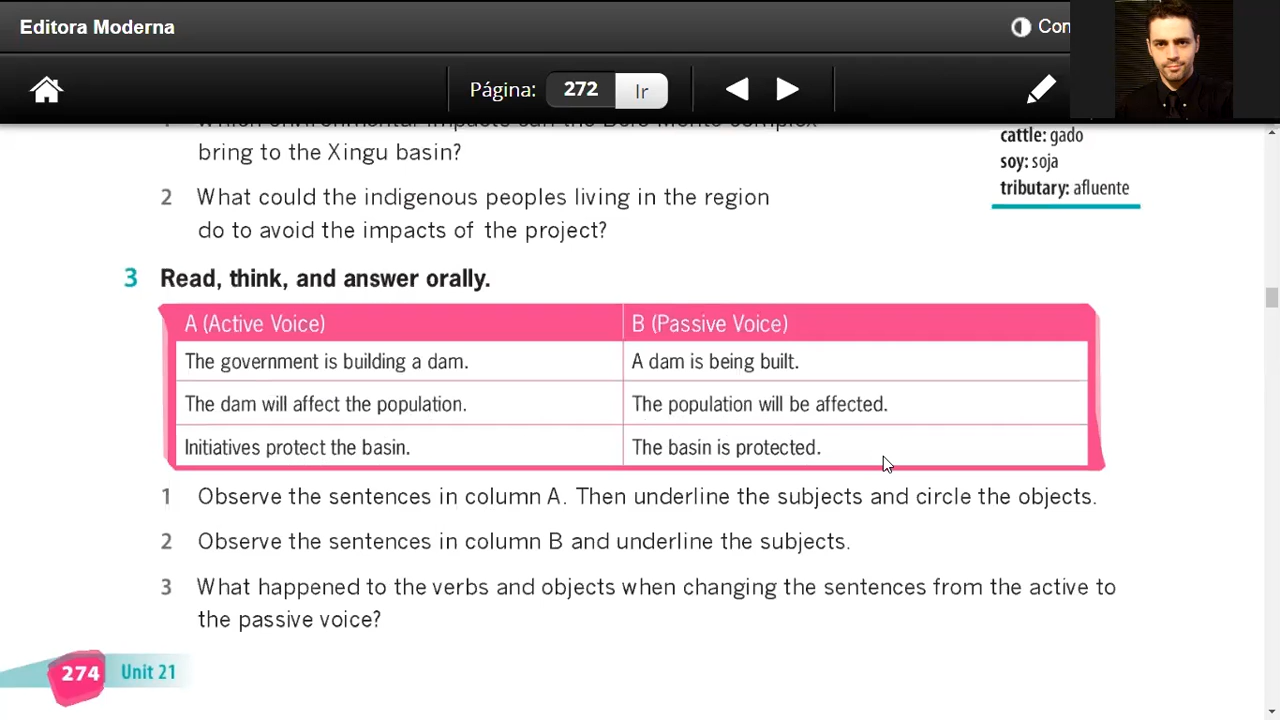 Editora Moderna
Con
Página: 272 Ir
bring to the Xingu basin?
2 What could the indigenous peoples living in the region
do to avoid the impacts of the project?
cattle: gado
soy: soja
tributary: afluente
3 Read, think, and answer orally.
A (Active Voice) B (Passive Voice)
The government is building a dam. A dam is being built.
The dam will affect the population. The population will be affected.
Initiatives protect the basin. The basin is protected.
1 Observe the sentences in column A. Then underline the subjects and circle the objects.
2 Observe the sentences in column B and underline the subjects.
3 What happened to the verbs and objects when changing the sentences from the active to
the passive voice?
274 Unit 21